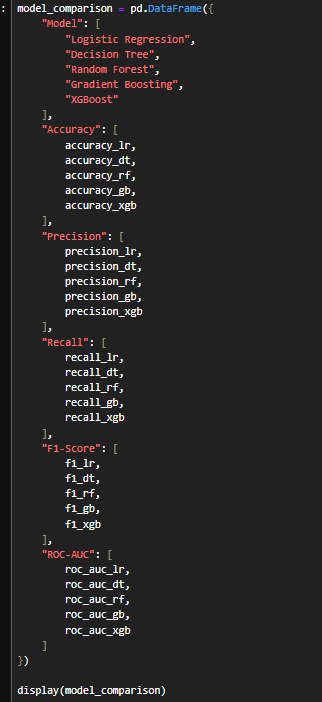 : model_comparison = pd.DataFrame({
    "Model": [
        "Logistic Regression",
        "Decision Tree",
        "Random Forest",
        "Gradient Boosting",
        "XGBoost"
    ],
    "Accuracy": [
        accuracy_lr,
        accuracy_dt,
        accuracy_rf,
        accuracy_gb,
        accuracy_xgb
    ],
    "Precision": [
        precision_lr,
        precision_dt,
        precision_rf,
        precision_gb,
        precision_xgb
    ],
    "Recall": [
        recall_lr,
        recall_dt,
        recall_rf,
        recall_gb,
        recall_xgb
    ],
    "F1-Score": [
        f1_lr,
        f1_dt,
        f1_rf,
        f1_gb,
        f1_xgb
    ],
    "ROC-AUC": [
        roc_auc_lr,
        roc_auc_dt,
        roc_auc_rf,
        roc_auc_gb,
        roc_auc_xgb
    ]
})
display(model_comparison)